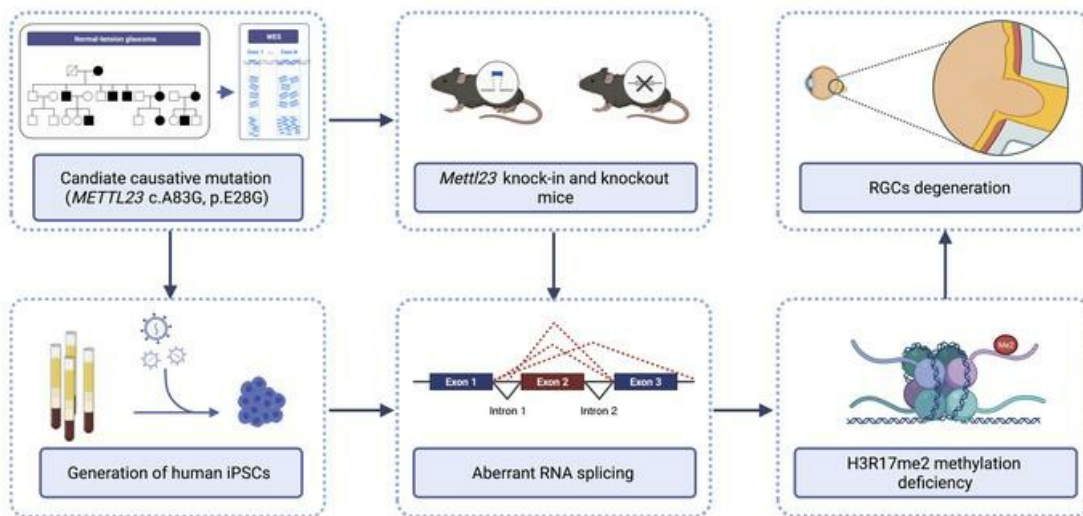 Normal-tension glaucoma
WES
Exon 1 ... Exon N
Candiate causative mutation
(METTL23 c.A83G, p.E28G)
Mettl23 knock-in and knockout
mice
RGCs degeneration
Generation of human iPSCs
Exon 1
Exon 2
Exon 3
Intron 1
Intron 2
Aberrant RNA splicing
Me2
H3R17me2 methylation
deficiency